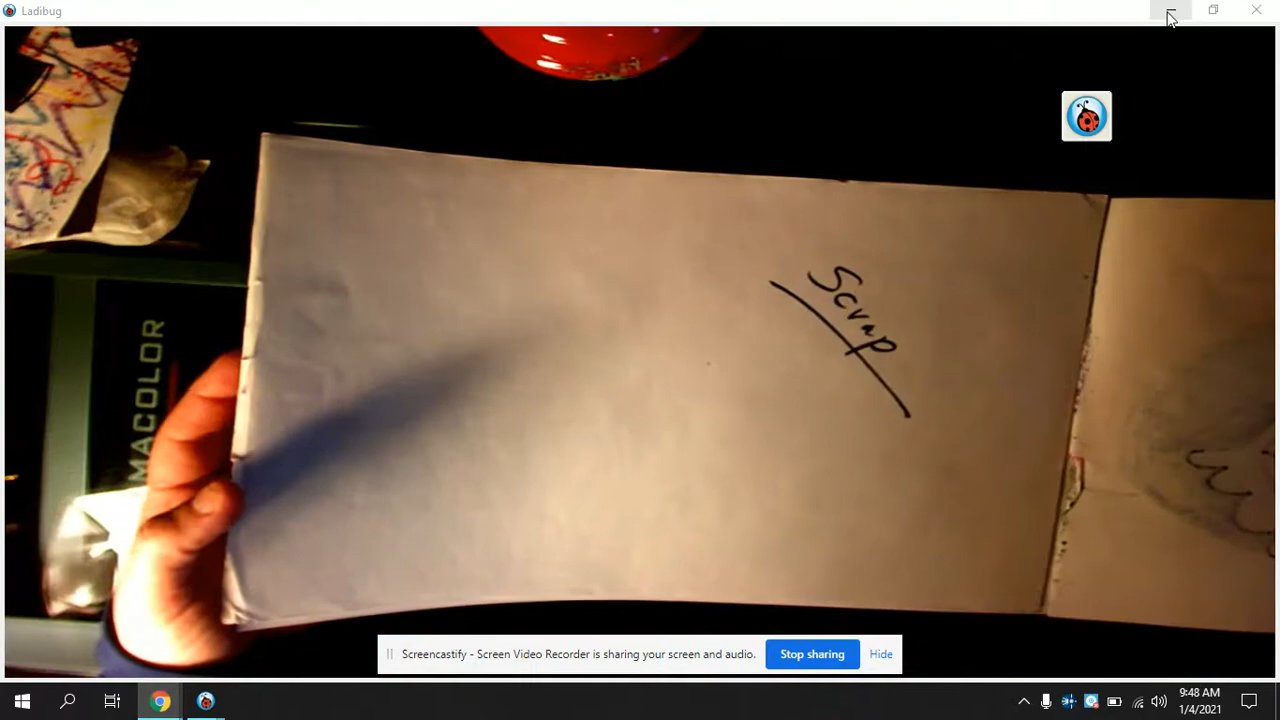 Ladibug
Scrap
MACOLOR
Screencastify - Screen Video Recorder is sharing your screen and audio.
Stop sharing
Hide
9:48 AM
1/4/2021